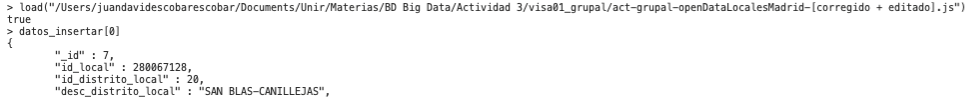 > load("/Users/juandavidescobarescobar/Documents/Unir/Materias/BD Big Data/Actividad 3/visa01_grupal/act-grupal-openDataLocalesMadrid-[corregido + editado].js")
true
> datos_insertar[0]
{
"_id" : 7,
"id_local" : 280067128,
"id_distrito_local" : 20,
"desc_distrito_local" : "SAN BLAS-CANILLEJAS",